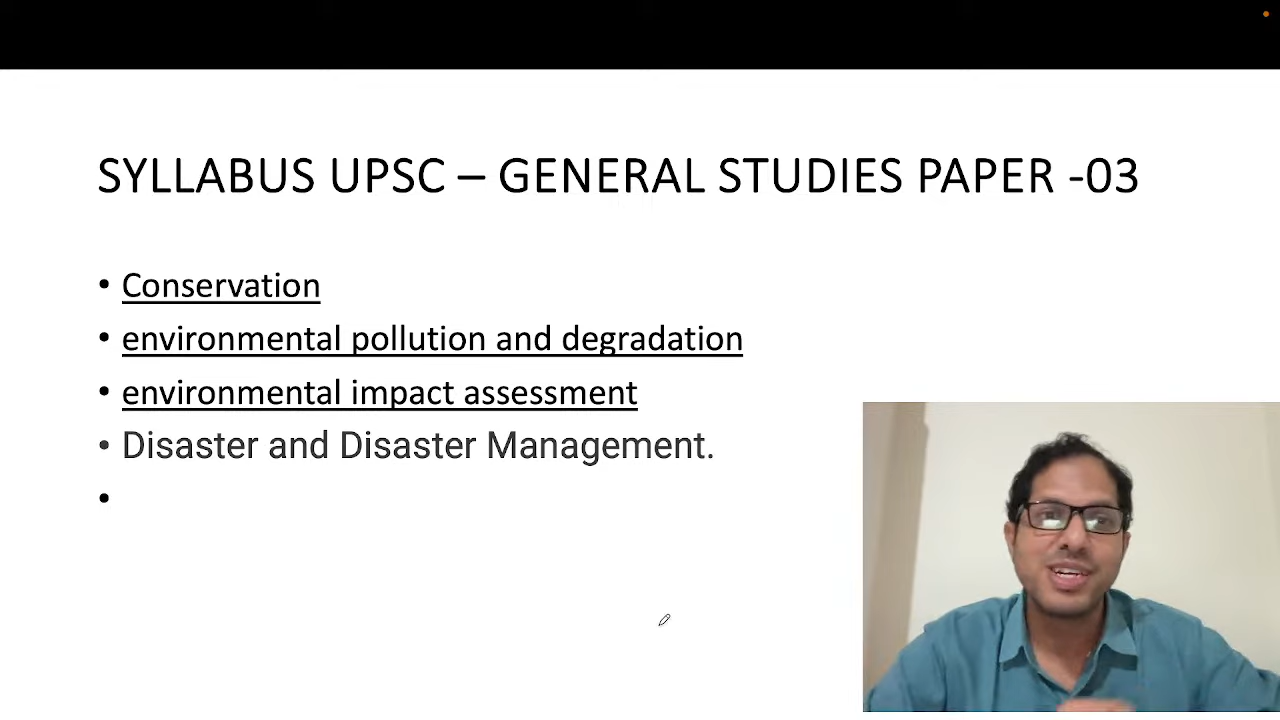 SYLLABUS UPSC – GENERAL STUDIES PAPER -03
• Conservation
• environmental pollution and degradation
• environmental impact assessment
• Disaster and Disaster Management.
•